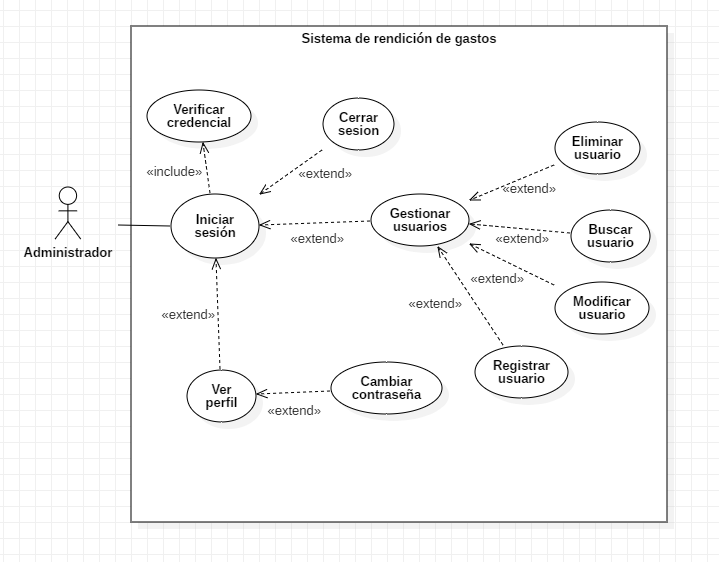 Sistema de rendición de gastos
Verificar
credencial
Cerrar
sesion
Eliminar
usuario
«include»
«extend»
«extend»
Iniciar
sesión
Gestionar
usuarios
Buscar
usuario
«extend»
«extend»
Administrador
«extend»
Modificar
usuario
«extend»
«extend»
Registrar
usuario
Ver
perfil
Cambiar
contraseña
«extend»